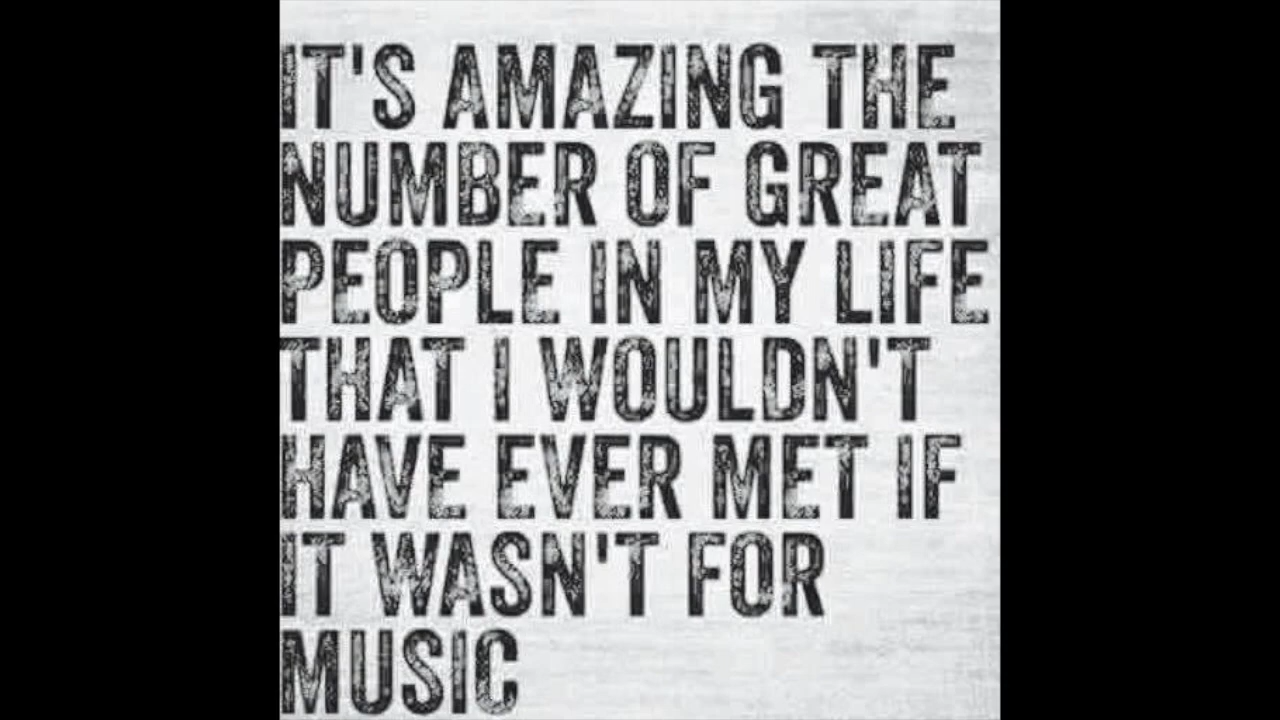 IT'S AMAZING THE
NUMBER OF GREAT
PEOPLE IN MY LIFE
THAT I WOULDN'T
HAVE EVER MET IF
IT WASN'T FOR
MUSIC